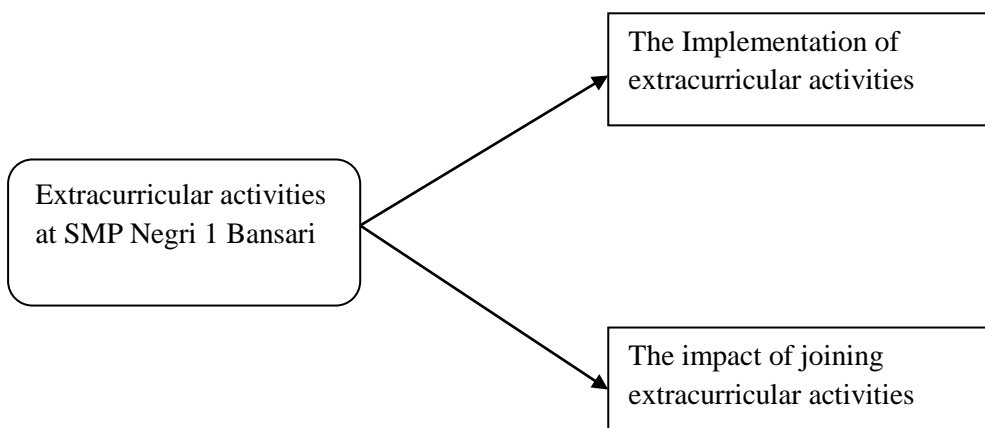 The Implementation of
extracurricular activities
Extracurricular activities
at SMP Negri 1 Bansari
The impact of joining
extracurricular activities